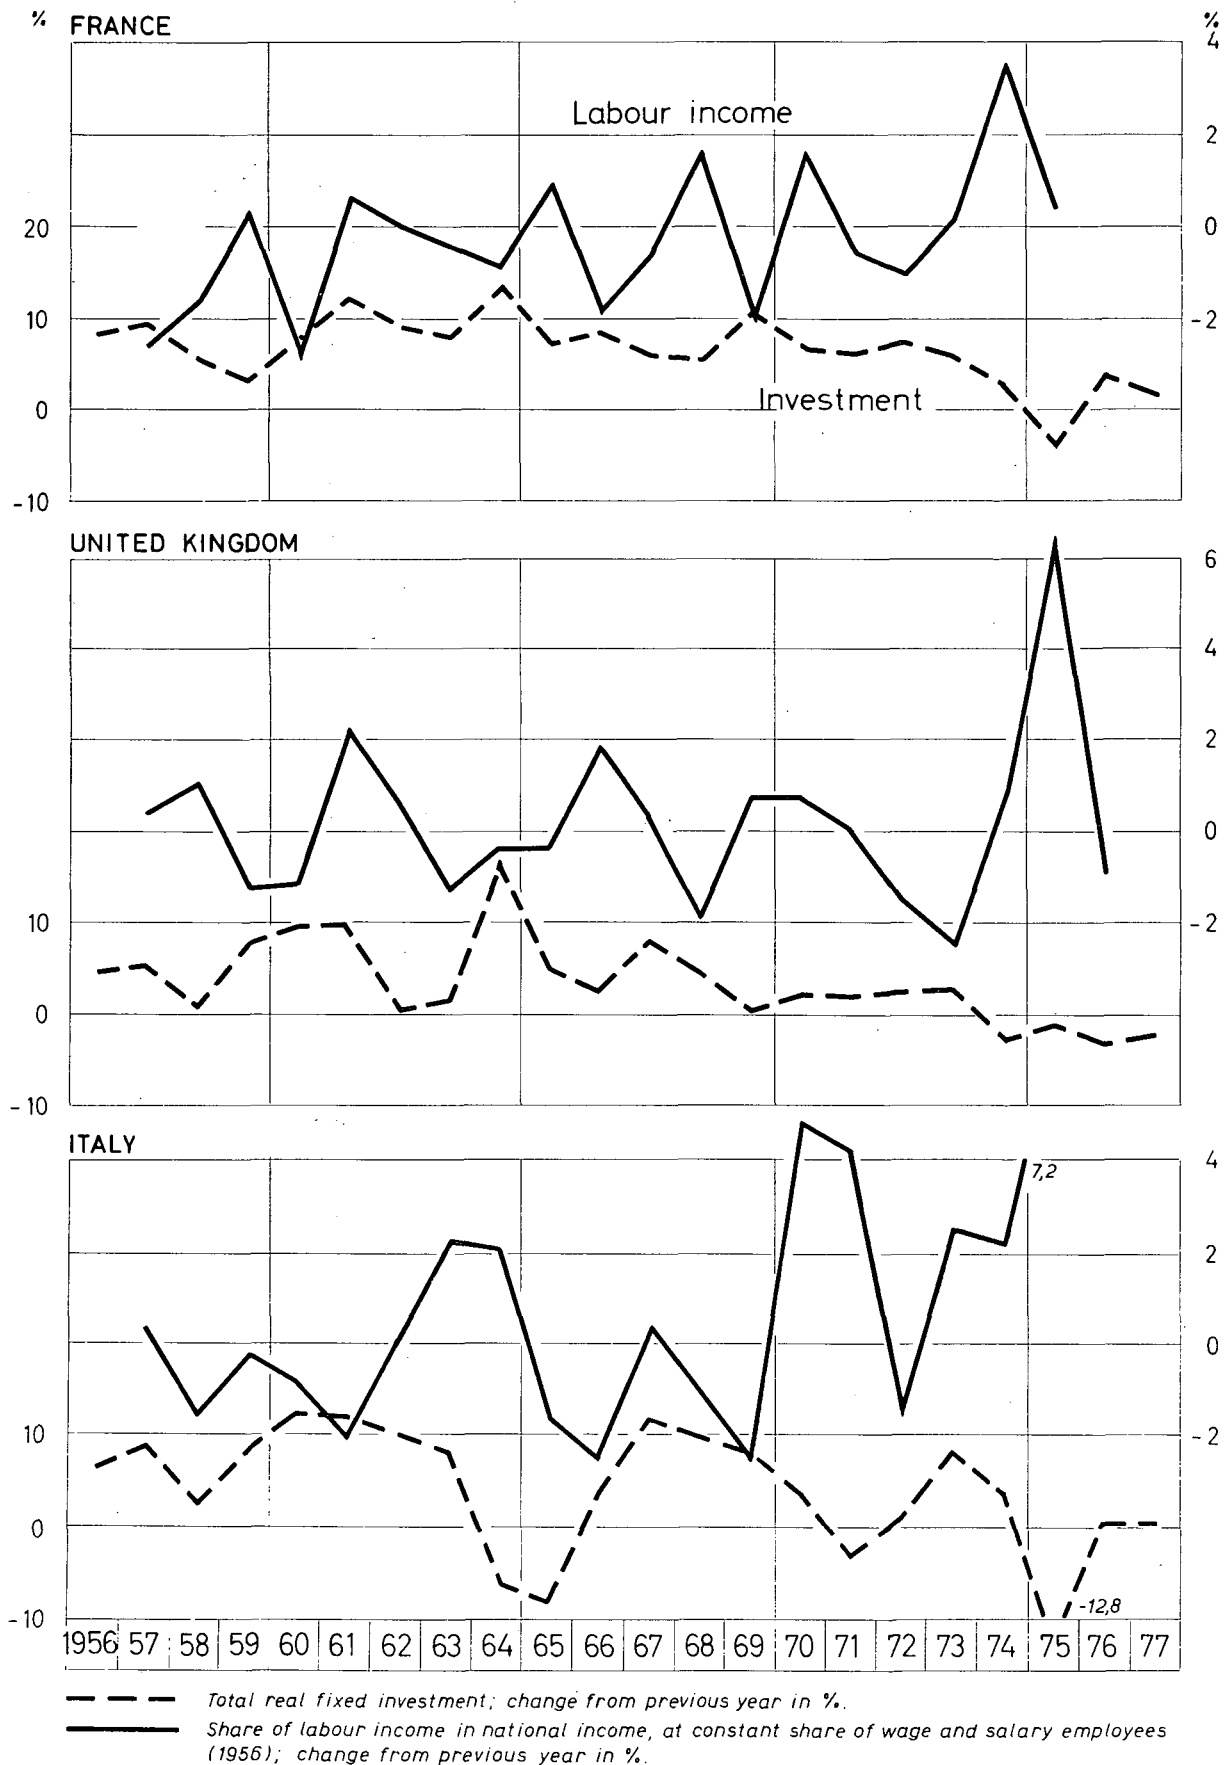 % FRANCE %
4
Labour income
2
20 0
10 -2
Investment
0
-10
UNITED KINGDOM
6
4
2
0
10 -2
0
-10
ITALY
4
7,2
2
0
10 -2
0
-10 -12,8
1956 57 58 59 60 61 62 63 64 65 66 67 68 69 70 71 72 73 74 75 76 77
Total real fixed investment; change from previous year in %.
Share of labour income in national income, at constant share of wage and salary employees
(1956); change from previous year in %.